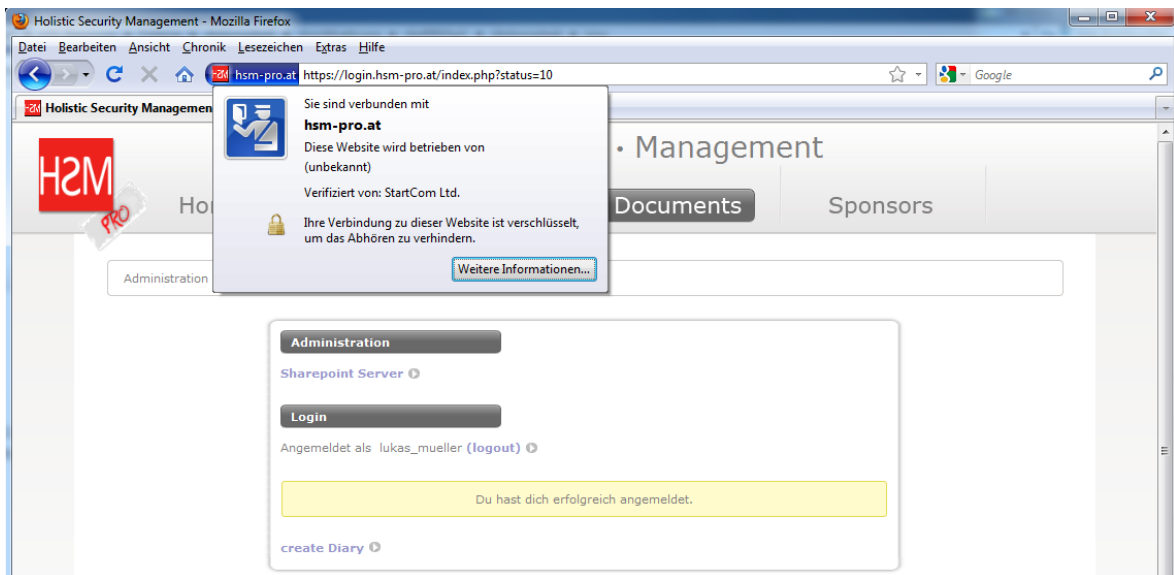 Holistic Security Management - Mozilla Firefox
Datei Bearbeiten Ansicht Chronik Lesezeichen Extras Hilfe
hsm-pro.at https://login.hsm-pro.at/index.php?status=10
Google
Holistic Security Managemen
Sie sind verbunden mit
hsm-pro.at
Diese Website wird betrieben von
(unbekannt)
Verifiziert von: StartCom Ltd.
Ihre Verbindung zu dieser Website ist verschlüsselt,
um das Abhören zu verhindern.
Weitere Informationen...
HSM
PRO
• Management
Documents
Sponsors
Administration
Administration
Sharepoint Server
Login
Angemeldet als lukas_mueller (logout)
Du hast dich erfolgreich angemeldet.
create Diary